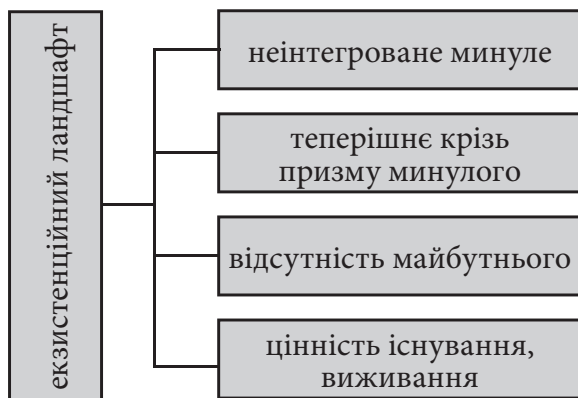 екзистенційний ландшафт
неінтегроване минуле
теперішнє крізь
призму минулого
відсутність майбутнього
цінність існування,
виживання